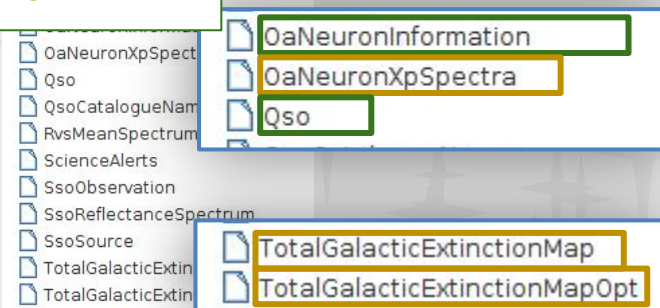 OaNeuronXpSpect
Qso
QsoCatalogueNam
RvsMeanSpectrum
ScienceAlerts
SsoObservation
SsoReflectanceSpectrum
SsoSource
TotalGalacticExtin
TotalGalacticExtin
OaNeuronInformation
OaNeuronXpSpectra
Qso
TotalGalacticExtinctionMap
TotalGalacticExtinctionMapOpt